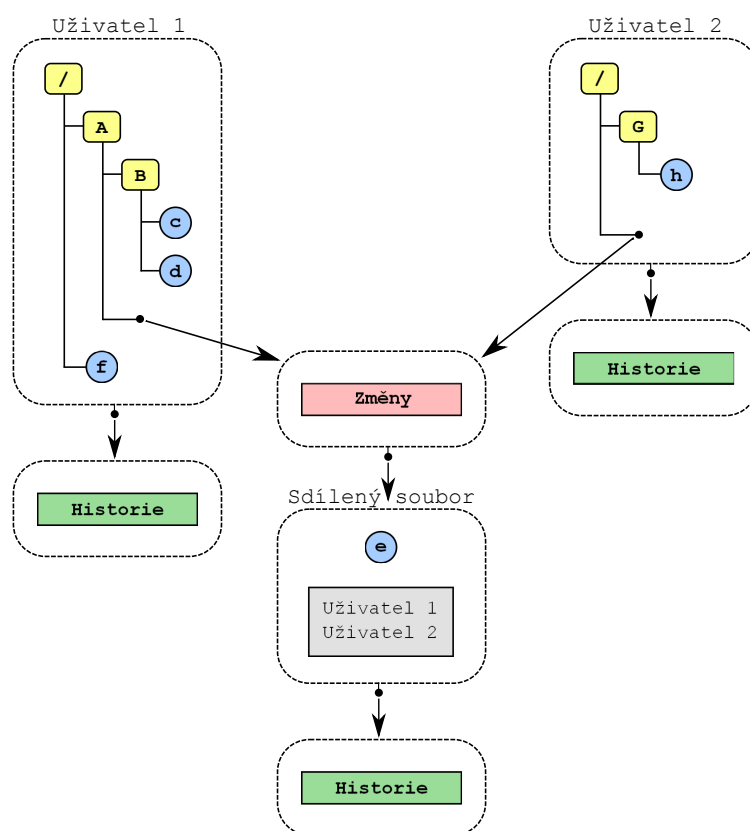 Uživatel 1
Uživatel 2
/
/
A
G
B
h
c
d
f
Historie
Změny
Historie
Sdílený soubor
e
Uživatel 1
Uživatel 2
Historie